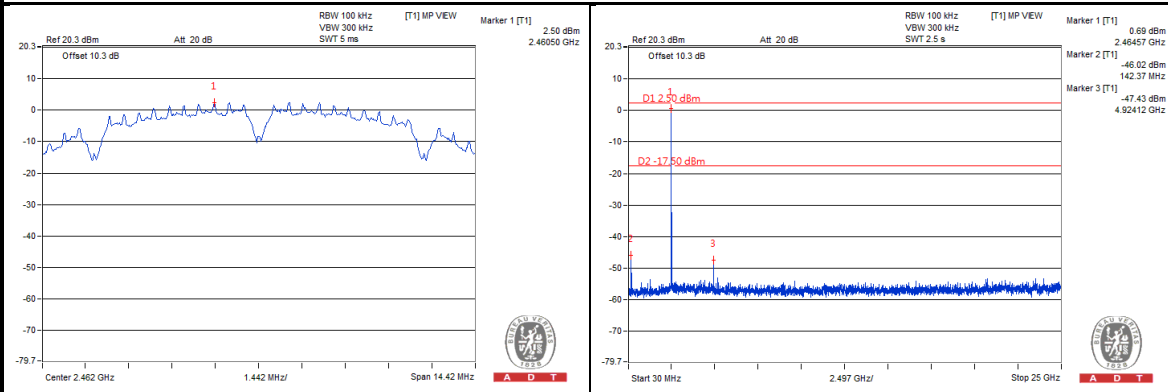 RBW 100 kHz [T1] MP VIEW
VBW 300 kHz
Ref 20.3 dBm Att 20 dB SWT 5 ms
Marker 1 [T1]
2.50 dBm
2.46050 GHz
20.3
Offset 10.3 dB
1
10
0
-10
-20
-30
-40
-50
-60
-70
-79.7
Center 2.462 GHz 1.442 MHz/ Span 14.42 MHz
BUREAU VERITAS
1828
A D T
RBW 100 kHz [T1] MP VIEW
VBW 300 kHz
Ref 20.3 dBm Att 20 dB SWT 2.5 s
Marker 1 [T1]
0.69 dBm
2.46457 GHz
Marker 2 [T1]
-46.02 dBm
142.37 MHz
Marker 3 [T1]
-47.43 dBm
4.92412 GHz
20.3
Offset 10.3 dB
10
1
D1 2.50 dBm
0
-10
D2 -17.50 dBm
-20
-30
-40
2
3
-50
-60
-70
-79.7
Start 30 MHz 2.497 GHz/ Stop 25 GHz
BUREAU VERITAS
1828
A D T